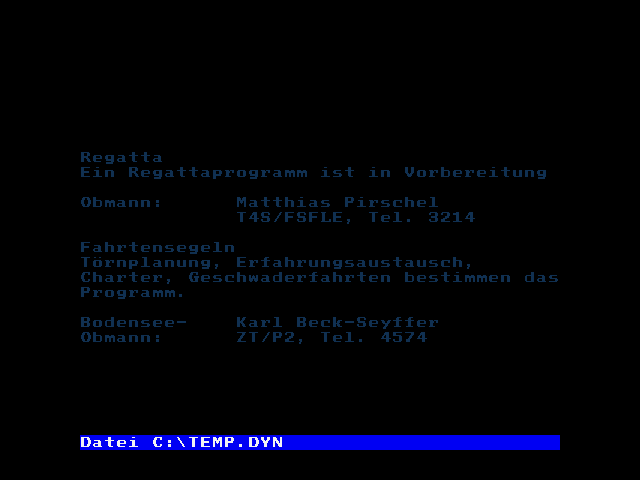 Regatta
Ein Regattaprogramm ist in Vorbereitung
Obmann: Matthias Pirschel
T4S/FSFLE, Tel. 3214
Fahrtensegeln
Törnplanung, Erfahrungsaustausch,
Charter, Geschwaderfahrten bestimmen das
Programm.
Bodensee- Karl Beck-Seyffer
Obmann: ZT/P2, Tel. 4574
Datei C:\TEMP.DYN